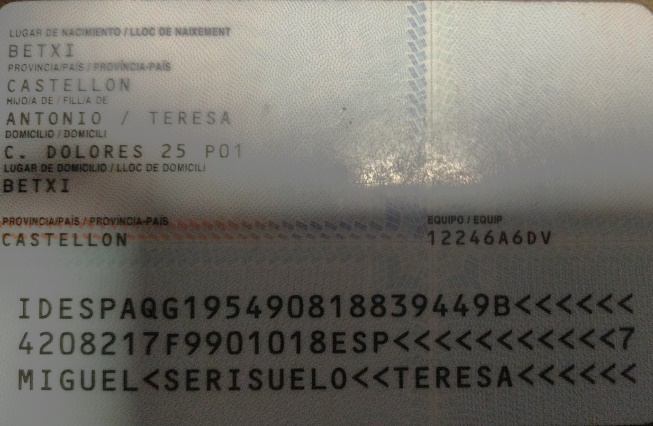 LUGAR DE NACIMIENTO / LLOC DE NAIXEMENT
BETXI
PROVINCIA/PAÍS / PROVÍNCIA-PAÍS
CASTELLON
HIJO/A DE / FILL/A DE
ANTONIO / TERESA
DOMICILIO / DOMICILI
C. DOLORES 25 P01
LUGAR DE DOMICILIO / LLOC DE DOMICILI
BETXI
PROVINCIA/PAÍS / PROVÍNCIA-PAÍS
CASTELLON
EQUIPO / EQUIP
12246A6DV
IDESPAQG195490818839449B<<<<<<
4208217F9901018ESP<<<<<<<<<<<7
MIGUEL<SERISUELO<<TERESA<<<<<<